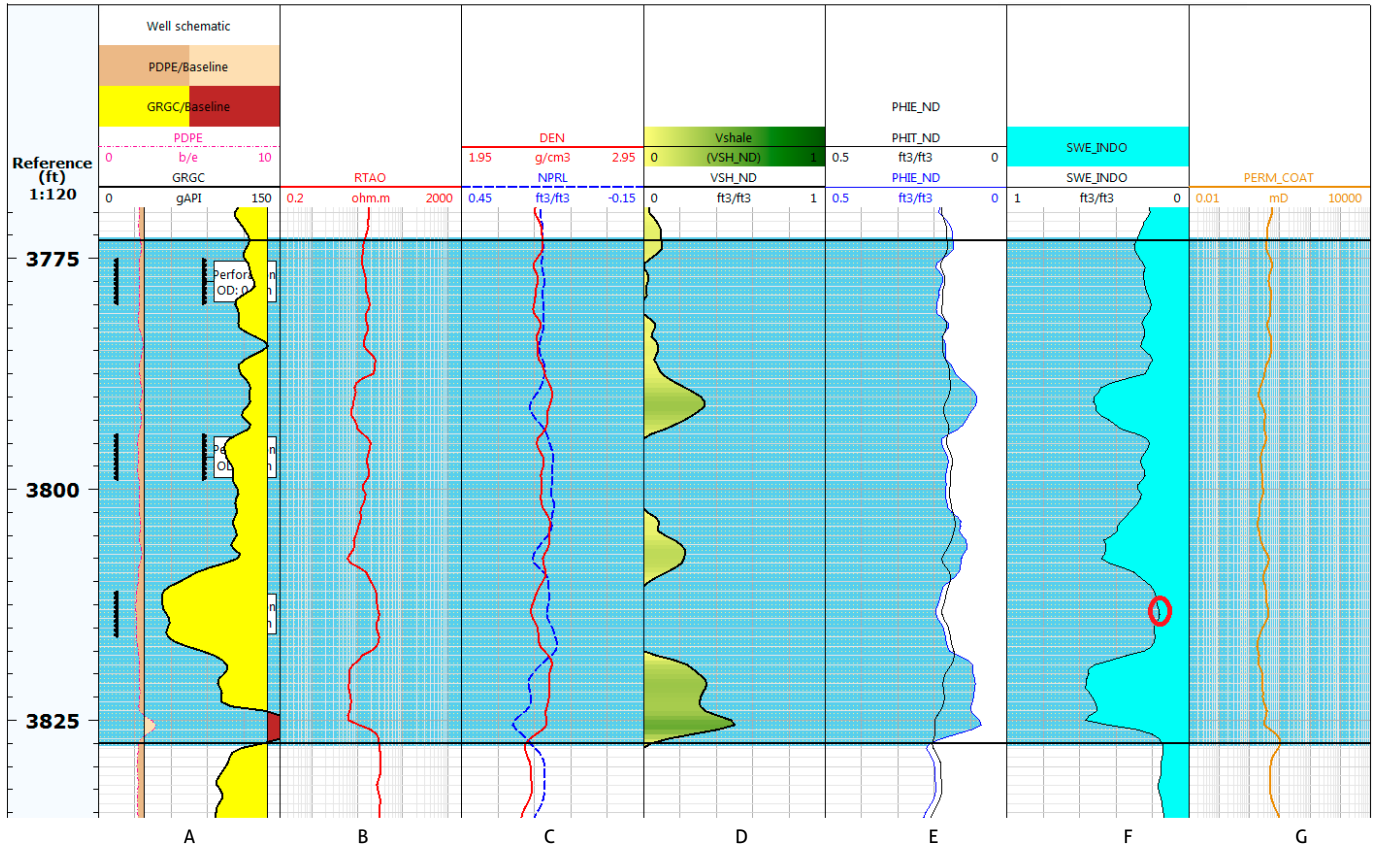 Well schematic
PDPE/Baseline
GRGC/Baseline
PDPE
0 b/e 10
GRGC
0 gAPI 150
Reference
(ft)
1:120
RTAO
0.2 ohm.m 2000
DEN
1.95 g/cm3 2.95
NPRL
0.45 ft3/ft3 -0.15
Vshale
0 (VSH_ND) 1
VSH_ND
0 ft3/ft3 1
PHIE_ND
PHIT_ND
0.5 ft3/ft3 0
PHIE_ND
0.5 ft3/ft3 0
SWE_INDO
SWE_INDO
1 ft3/ft3 0
PERM_COAT
0.01 mD 10000
3775
OD: 0
3800
3825
A B C D E F G